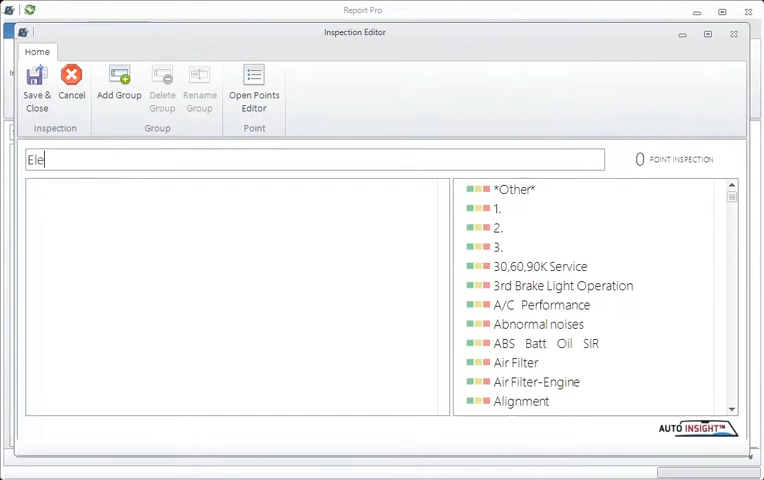 Report Pro
Inspection Editor
Home
Save & Close
Cancel
Add Group
Delete Group
Rename Group
Open Points Editor
Inspection
Group
Point
Ele
0 POINT INSPECTION
*Other*
1.
2.
3.
30,60,90K Service
3rd Brake Light Operation
A/C Performance
Abnormal noises
ABS Batt Oil SIR
Air Filter
Air Filter-Engine
Alignment
AUTO INSIGHT™